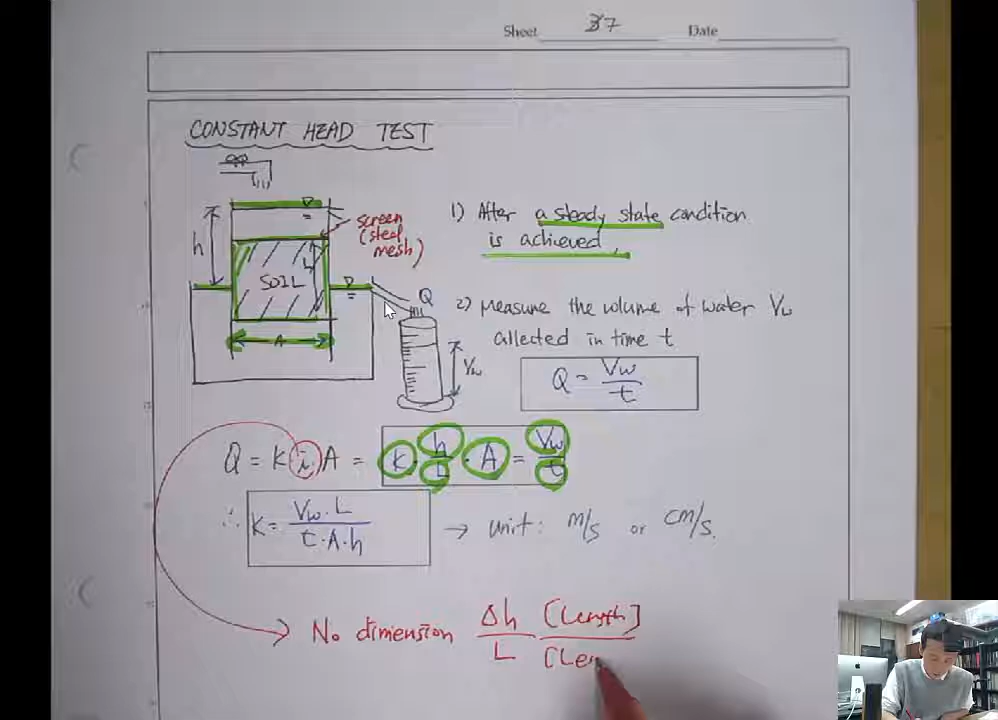 Sheet 37 Date
CONSTANT HEAD TEST
h
SOIL
L
A
screen
(steel
mesh)
Q
Vw
1) After a steady state condition
is achieved,
2) Measure the volume of water Vw
collected in time t
Q = Vw / t
Q = K i A = K · h / L · A = Vw / t
∴ K = Vw · L / t · A · h → unit : m/s or cm/s.
No dimension Δh / L [Length] / [Len